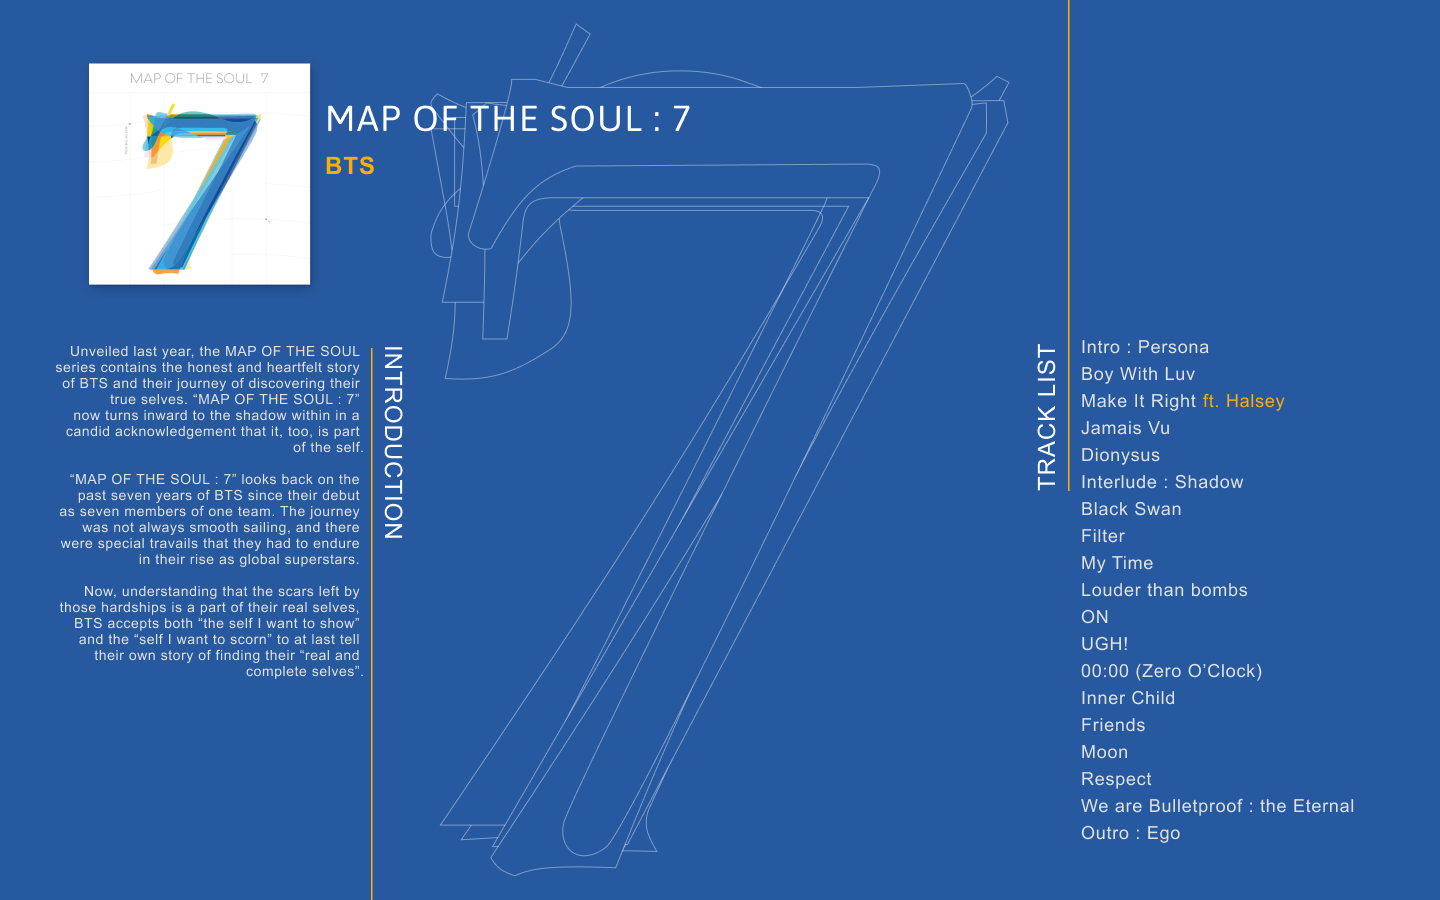 MAP OF THE SOUL 7
MAP OF THE SOUL : 7
BTS
Unveiled last year, the MAP OF THE SOUL
series contains the honest and heartfelt story
of BTS and their journey of discovering their
true selves. “MAP OF THE SOUL : 7”
now turns inward to the shadow within in a
candid acknowledgement that it, too, is part
of the self.
“MAP OF THE SOUL : 7” looks back on the
past seven years of BTS since their debut
as seven members of one team. The journey
was not always smooth sailing, and there
were special travails that they had to endure
in their rise as global superstars.
Now, understanding that the scars left by
those hardships is a part of their real selves,
BTS accepts both “the self I want to show”
and the “self I want to scorn” to at last tell
their own story of finding their “real and
complete selves”.
INTRODUCTION
TRACK LIST
Intro : Persona
Boy With Luv
Make It Right ft. Halsey
Jamais Vu
Dionysus
Interlude : Shadow
Black Swan
Filter
My Time
Louder than bombs
ON
UGH!
00:00 (Zero O’Clock)
Inner Child
Friends
Moon
Respect
We are Bulletproof : the Eternal
Outro : Ego